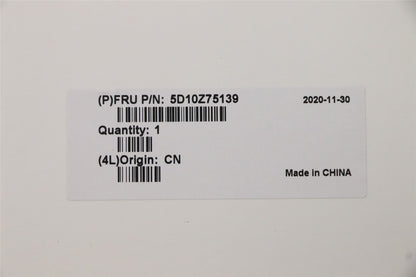 (P)FRU P/N: 5D10Z75139 2020-11-30
Quantity: 1
(4L)Origin: CN
Made in CHINA